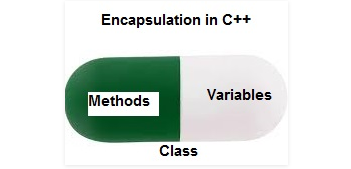 Encapsulation in C++
Methods
Variables
Class